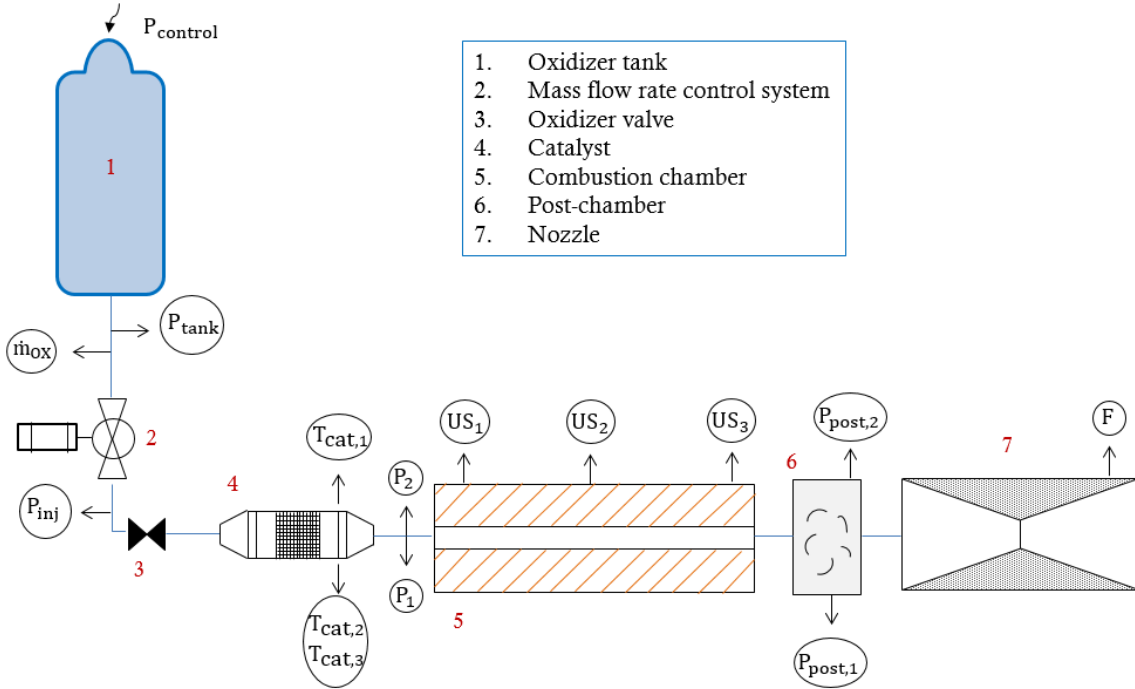 P_control
1. Oxidizer tank
2. Mass flow rate control system
3. Oxidizer valve
4. Catalyst
5. Combustion chamber
6. Post-chamber
7. Nozzle
1
P_tank
ṁ_ox
2
T_cat,1
US_1
US_2
US_3
P_post,2
F
7
6
4
P_2
P_inj
3
P_1
5
T_cat,2
T_cat,3
P_post,1